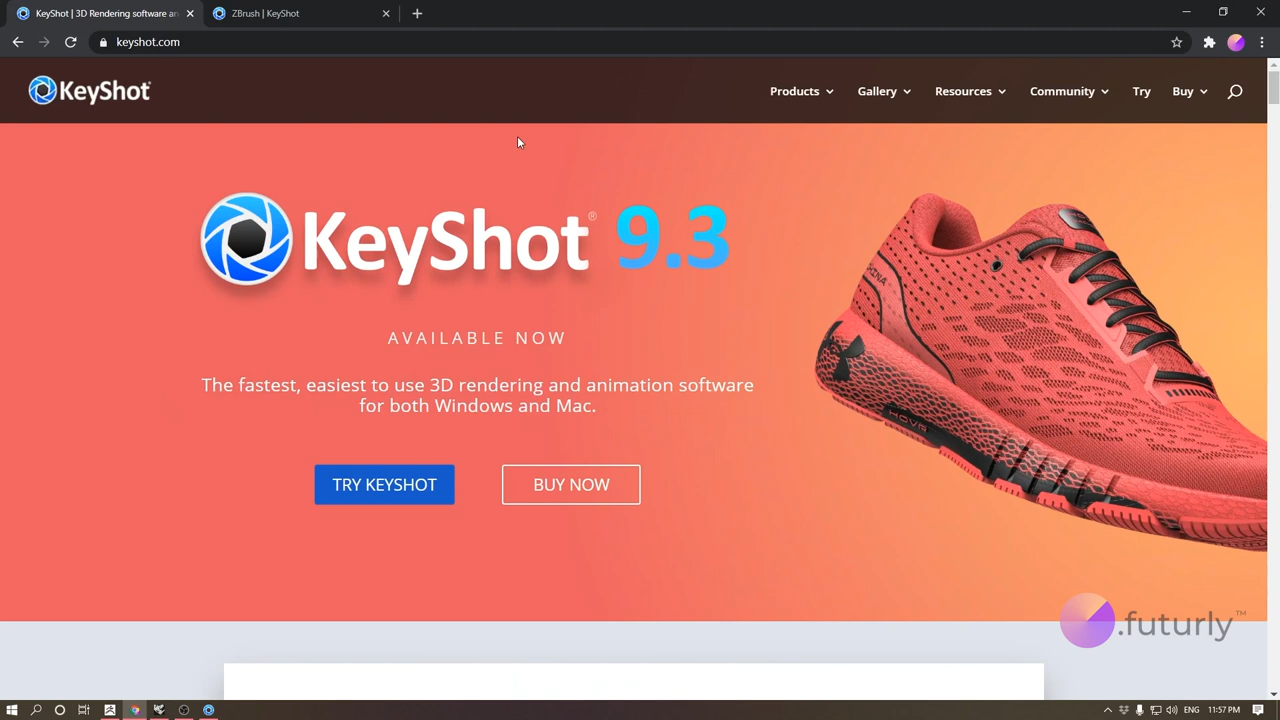 KeyShot | 3D Rendering software an
ZBrush | KeyShot
keyshot.com
KeyShot®
Products
Gallery
Resources
Community
Try
Buy
KeyShot® 9.3
AVAILABLE NOW
The fastest, easiest to use 3D rendering and animation software
for both Windows and Mac.
TRY KEYSHOT
BUY NOW
HOVR
.futurly™
ENG
11:57 PM